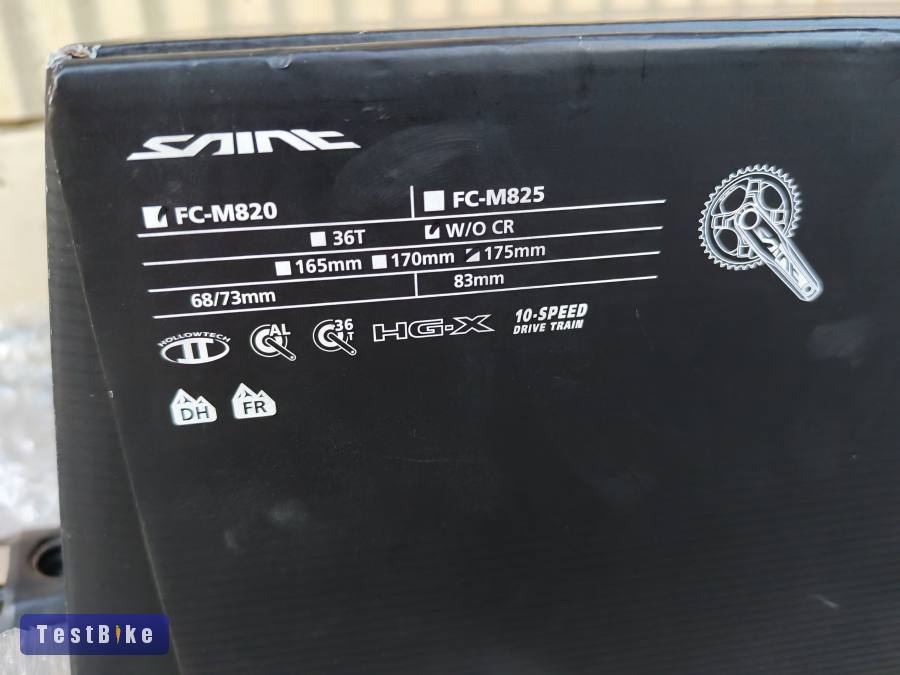 SAINT
FC-M820 FC-M825
36T W/O CR
165mm 170mm 175mm
68/73mm 83mm
HOLLOWTECH II AL 36T HG-X 10-SPEED DRIVE TRAIN
DH FR
SAINT
TestBike